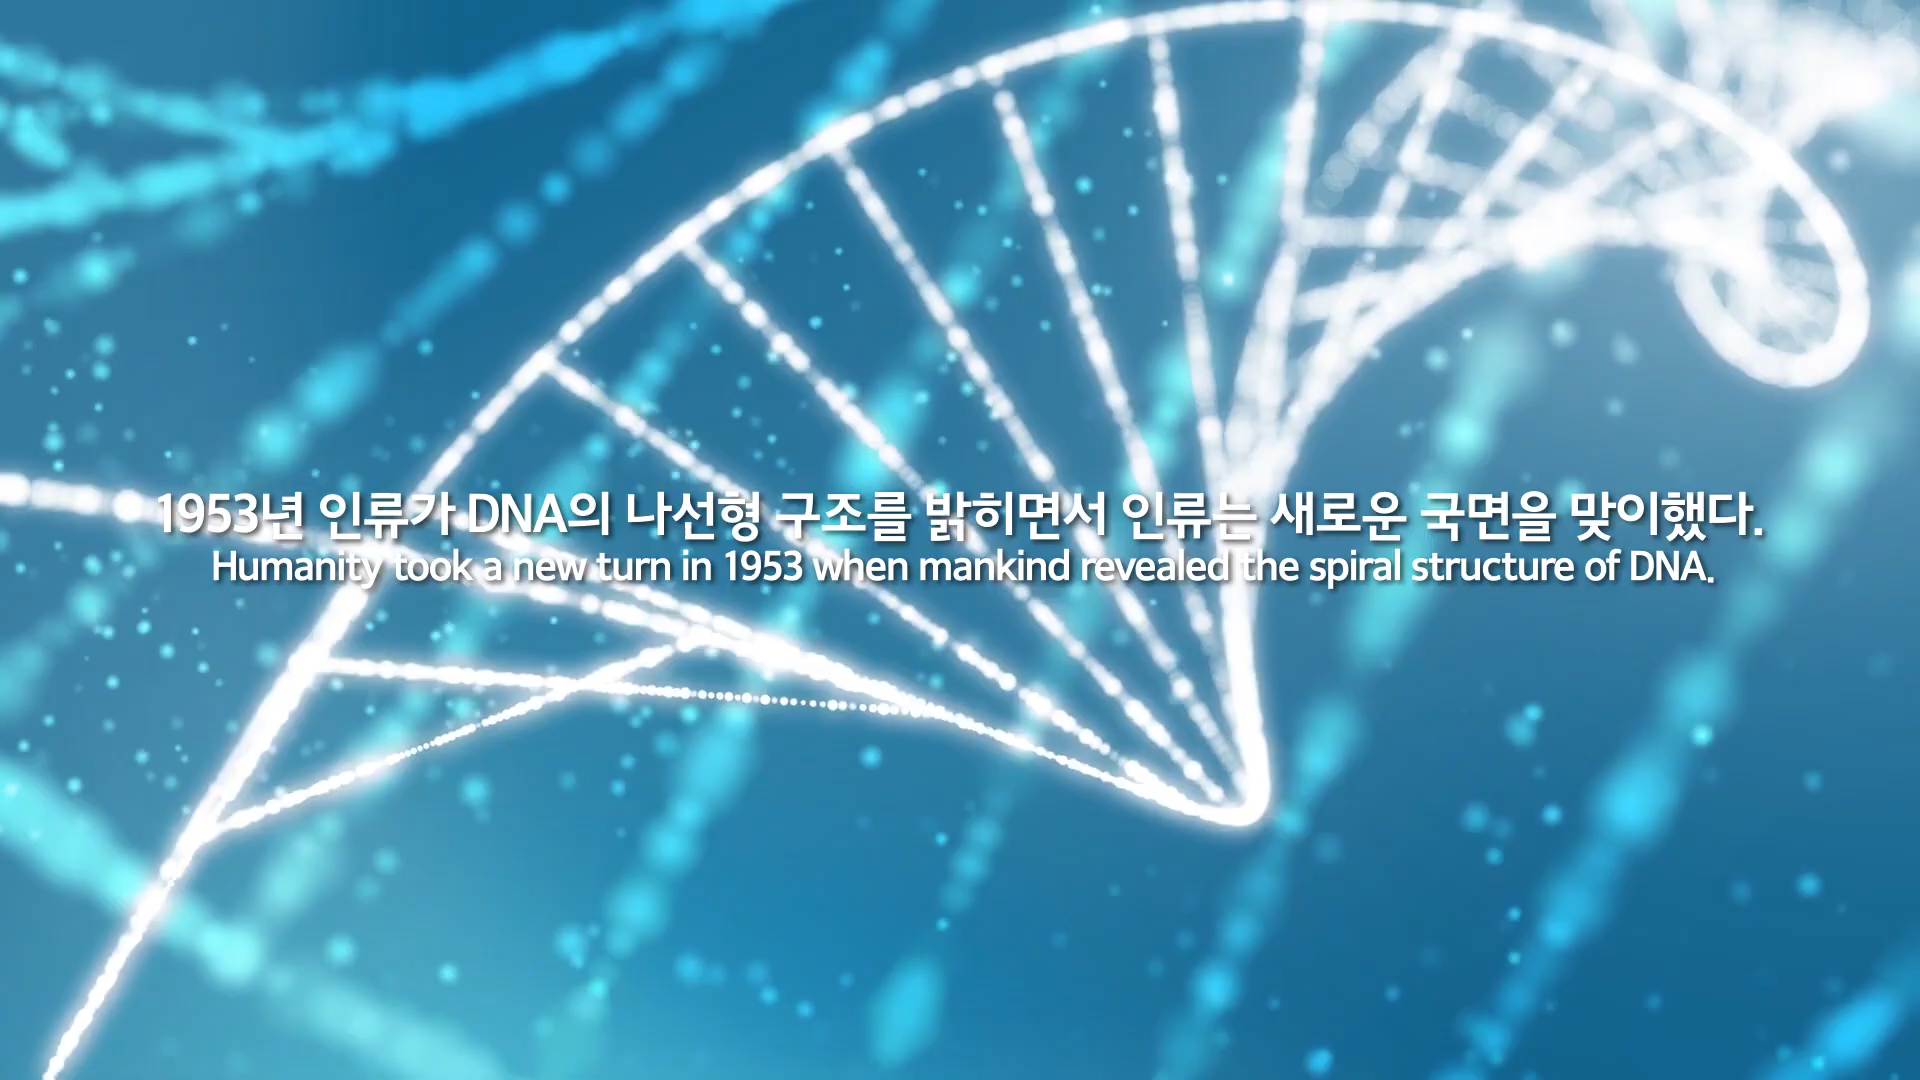 1953년 인류가 DNA의 나선형 구조를 밝히면서 인류는 새로운 국면을 맞이했다.
Humanity took a new turn in 1953 when mankind revealed the spiral structure of DNA.